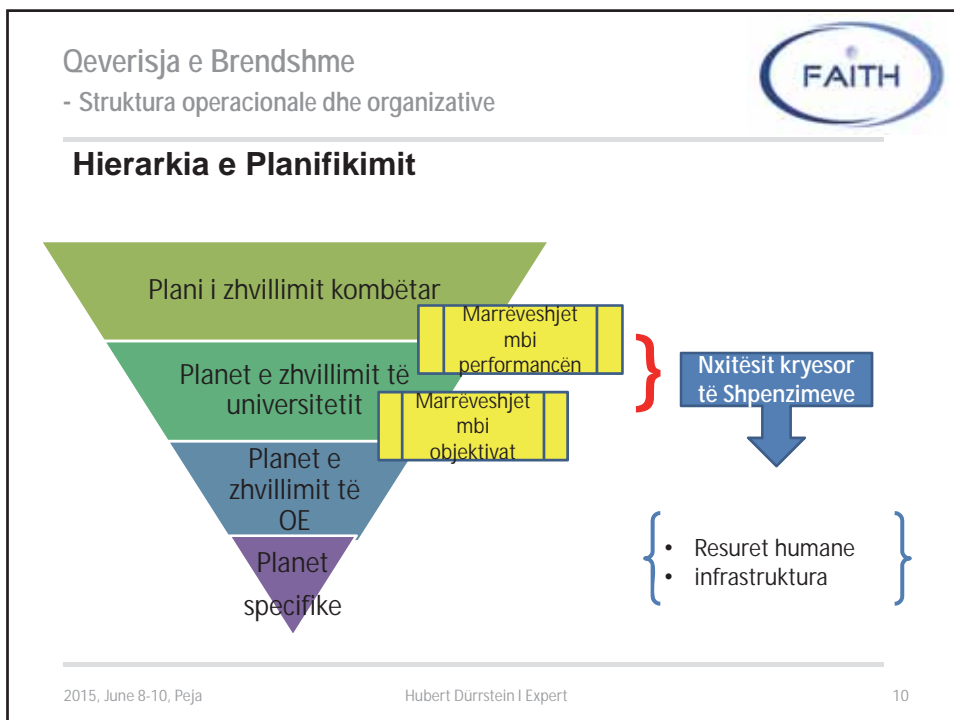 Qeverisja e Brendshme
- Struktura operacionale dhe organizative
FAITH
Hierarkia e Planifikimit
Plani i zhvillimit kombëtar
Marrëveshjet
mbi
performancën
Planet e zhvillimit të
universitetit
Marrëveshjet
mbi
objektivat
Planet e
zhvillimit të
OE
Planet
specifike
}
Nxitësit kryesor
të Shpenzimeve
{
• Resuret humane
• infrastruktura
}
2015, June 8-10, Peja
Hubert Dürrstein I Expert
10